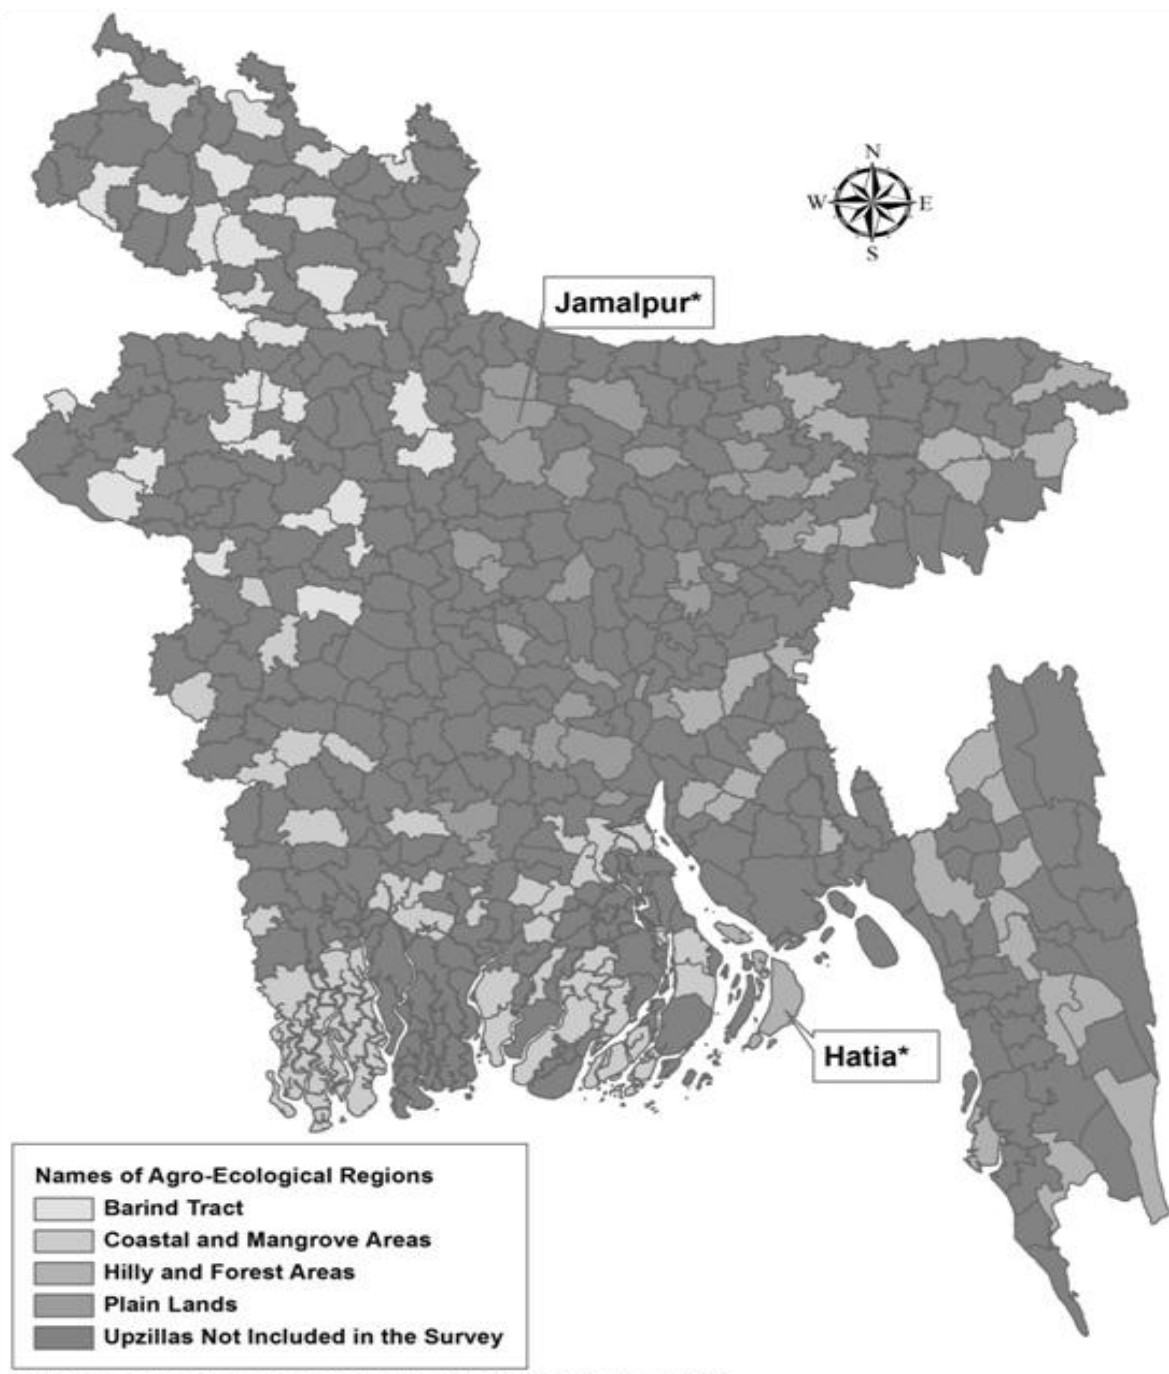 N
W E
S
Jamalpur*
Hatia*
Names of Agro-Ecological Regions
Barind Tract
Coastal and Mangrove Areas
Hilly and Forest Areas
Plain Lands
Upzillas Not Included in the Survey